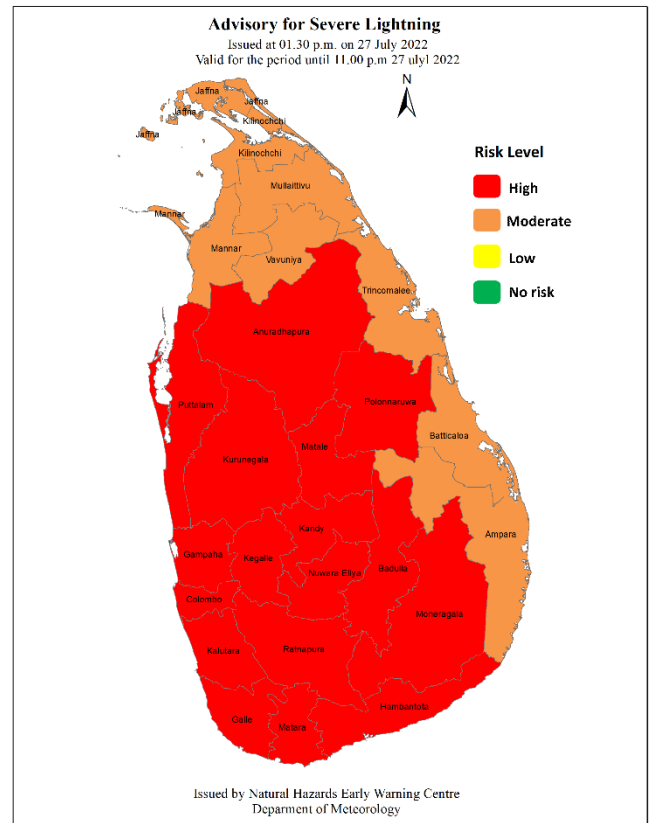 Advisory for Severe Lightning
Issued at 01.30 p.m. on 27 July 2022
Valid for the period until 11.00 p.m 27 ulyl 2022
N
Jaffna
Jaffna
Jaffna
Kilinochchi
Jaffna
Kilinochchi
Risk Level
High
Moderate
Low
No risk
Mullaittivu
Mannar
Mannar
Vavuniya
Trincomalee
Anuradhapura
Puttalam
Polonnaruwa
Batticaloa
Kurunegala
Matale
Kandy
Ampara
Gampaha
Kegalle
Nuwara Eliya
Badulla
Colombo
Moneragala
Kalutara
Ratnapura
Hambantota
Galle
Matara
Issued by Natural Hazards Early Warning Centre
Deparment of Meteorology